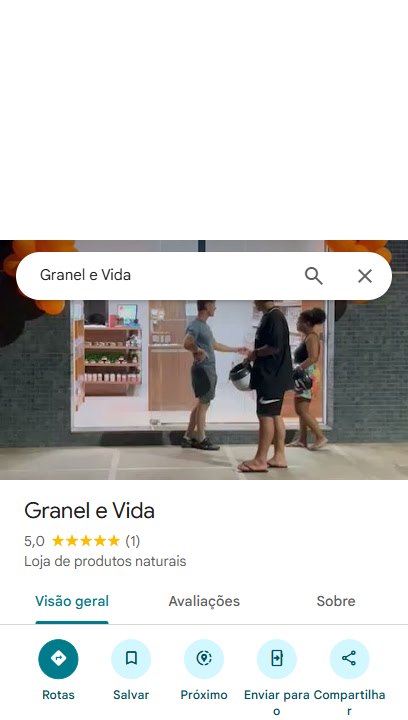 Granel e Vida
Granel e Vida
5,0 (1)
Loja de produtos naturais
Visão geral Avaliações Sobre
Rotas Salvar Próximo Enviar para o Compartilhar